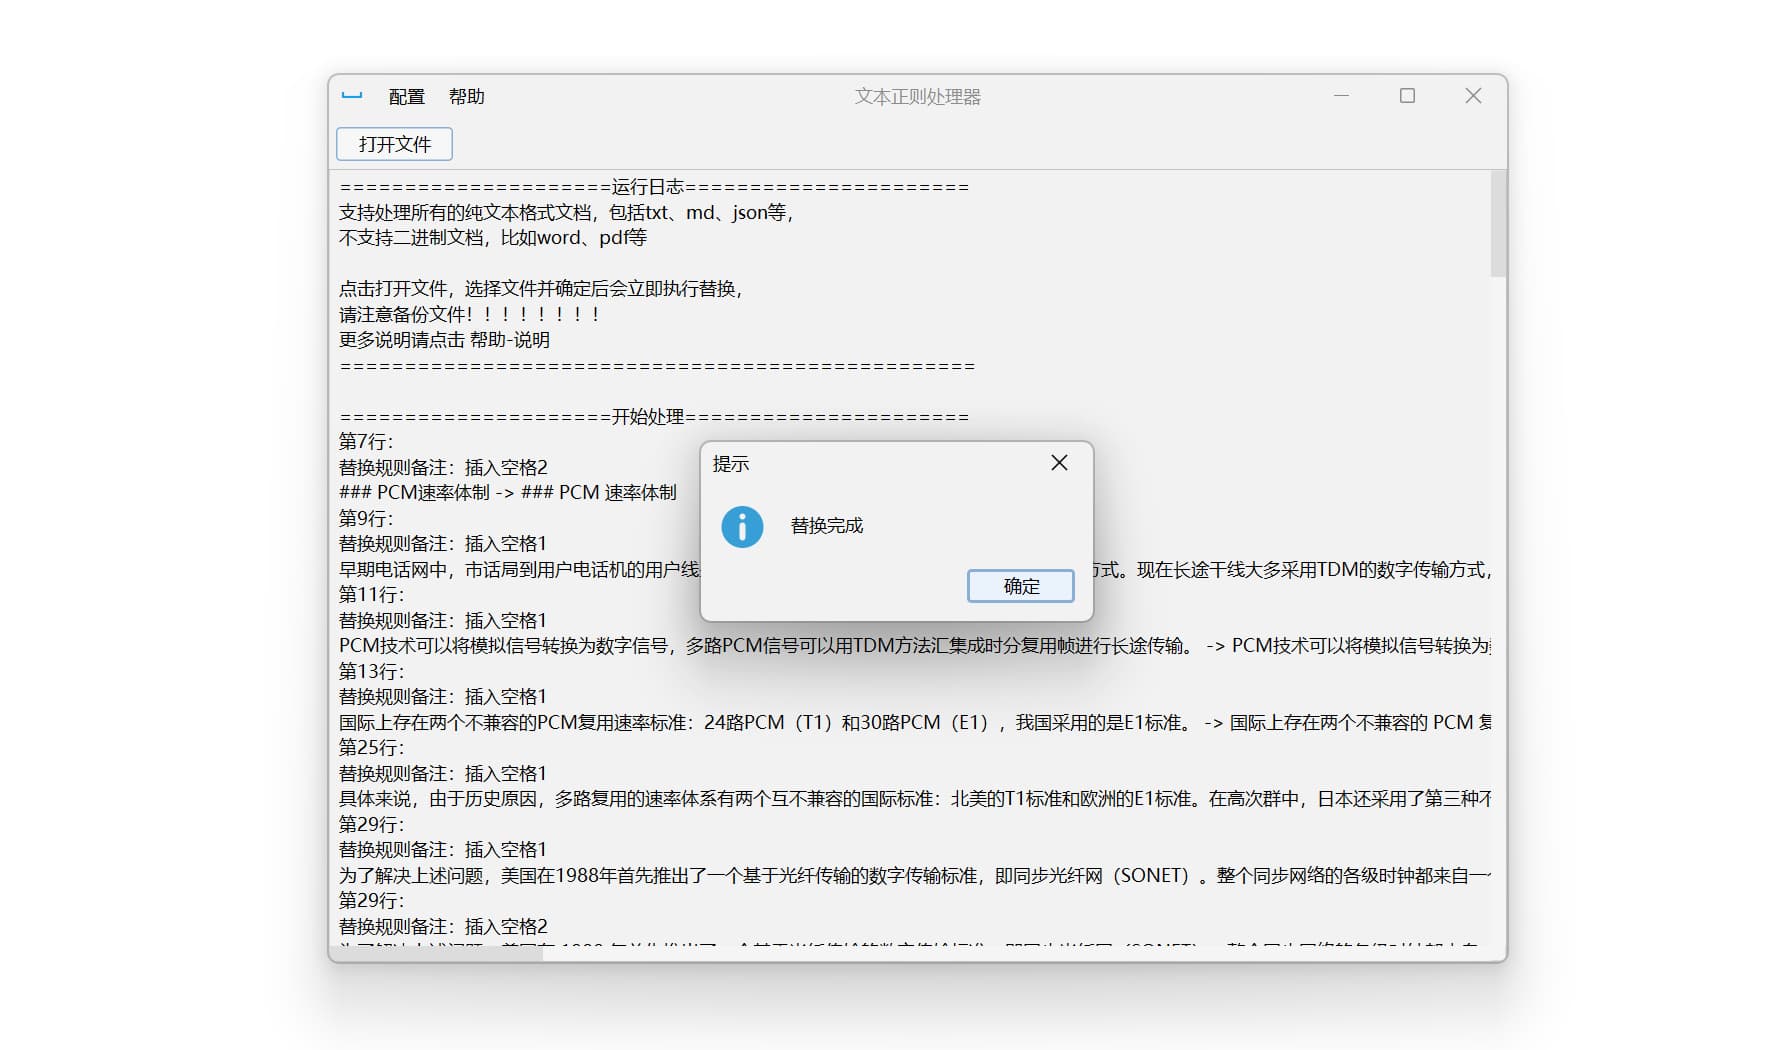 配置 帮助 文本正则处理器
打开文件
=====================运行日志======================
支持处理所有的纯文本格式文档，包括txt、md、json等，
不支持二进制文档，比如word、pdf等
点击打开文件，选择文件并确定后会立即执行替换，
请注意备份文件！！！！！！！！
更多说明请点击 帮助-说明
=================================================
=====================开始处理======================
第7行：
替换规则备注：插入空格2
### PCM速率体制 -> ### PCM 速率体制
第9行：
替换规则备注：插入空格1
早期电话网中，市话局到用户电话机的用户线
方式。现在长途干线大多采用TDM的数字传输方式，
第11行：
替换规则备注：插入空格1
PCM技术可以将模拟信号转换为数字信号，多路PCM信号可以用TDM方法汇集成时分复用帧进行长途传输。 -> PCM技术可以将模拟信号转换为
第13行：
替换规则备注：插入空格1
国际上存在两个不兼容的PCM复用速率标准：24路PCM（T1）和30路PCM（E1），我国采用的是E1标准。 -> 国际上存在两个不兼容的 PCM 复
第25行：
替换规则备注：插入空格1
具体来说，由于历史原因，多路复用的速率体系有两个互不兼容的国际标准：北美的T1标准和欧洲的E1标准。在高次群中，日本还采用了第三种不
第29行：
替换规则备注：插入空格1
为了解决上述问题，美国在1988年首先推出了一个基于光纤传输的数字传输标准，即同步光纤网（SONET）。整个同步网络的各级时钟都来自一个
第29行：
替换规则备注：插入空格2
提示
替换完成
确定